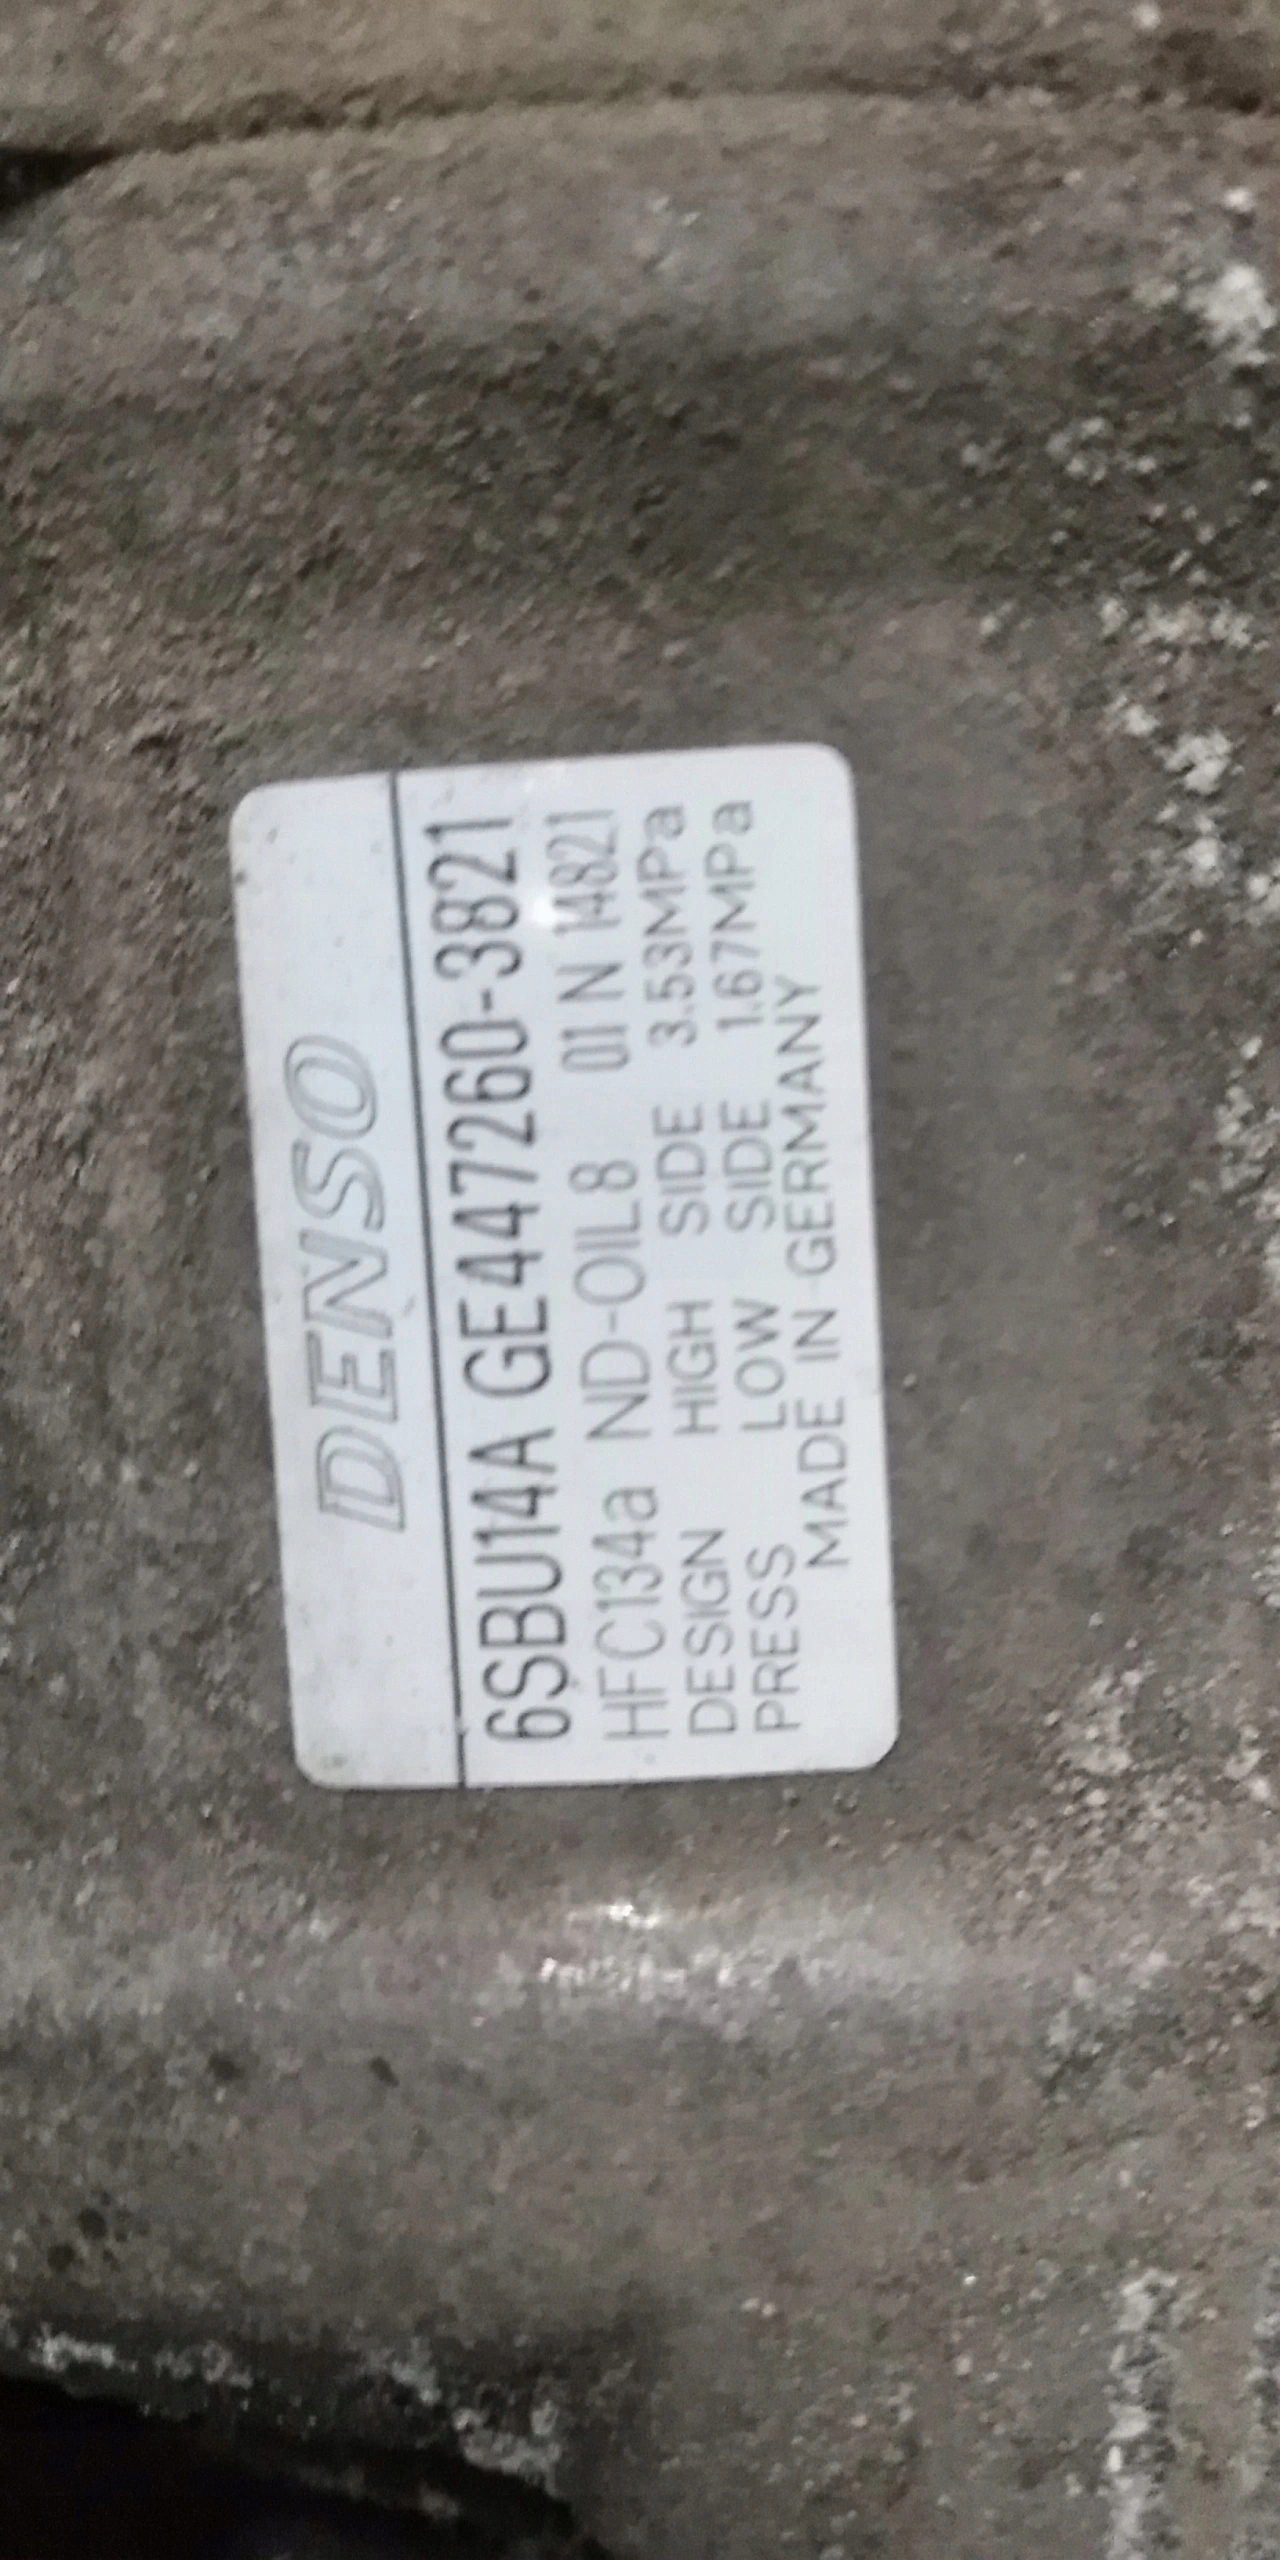 DENSO
6SBU14A GE447260-3821
HFC134a ND-OIL8 01 N 14821
DESIGN HIGH SIDE 3.53MPa
PRESS LOW SIDE 1.67MPa
MADE IN GERMANY